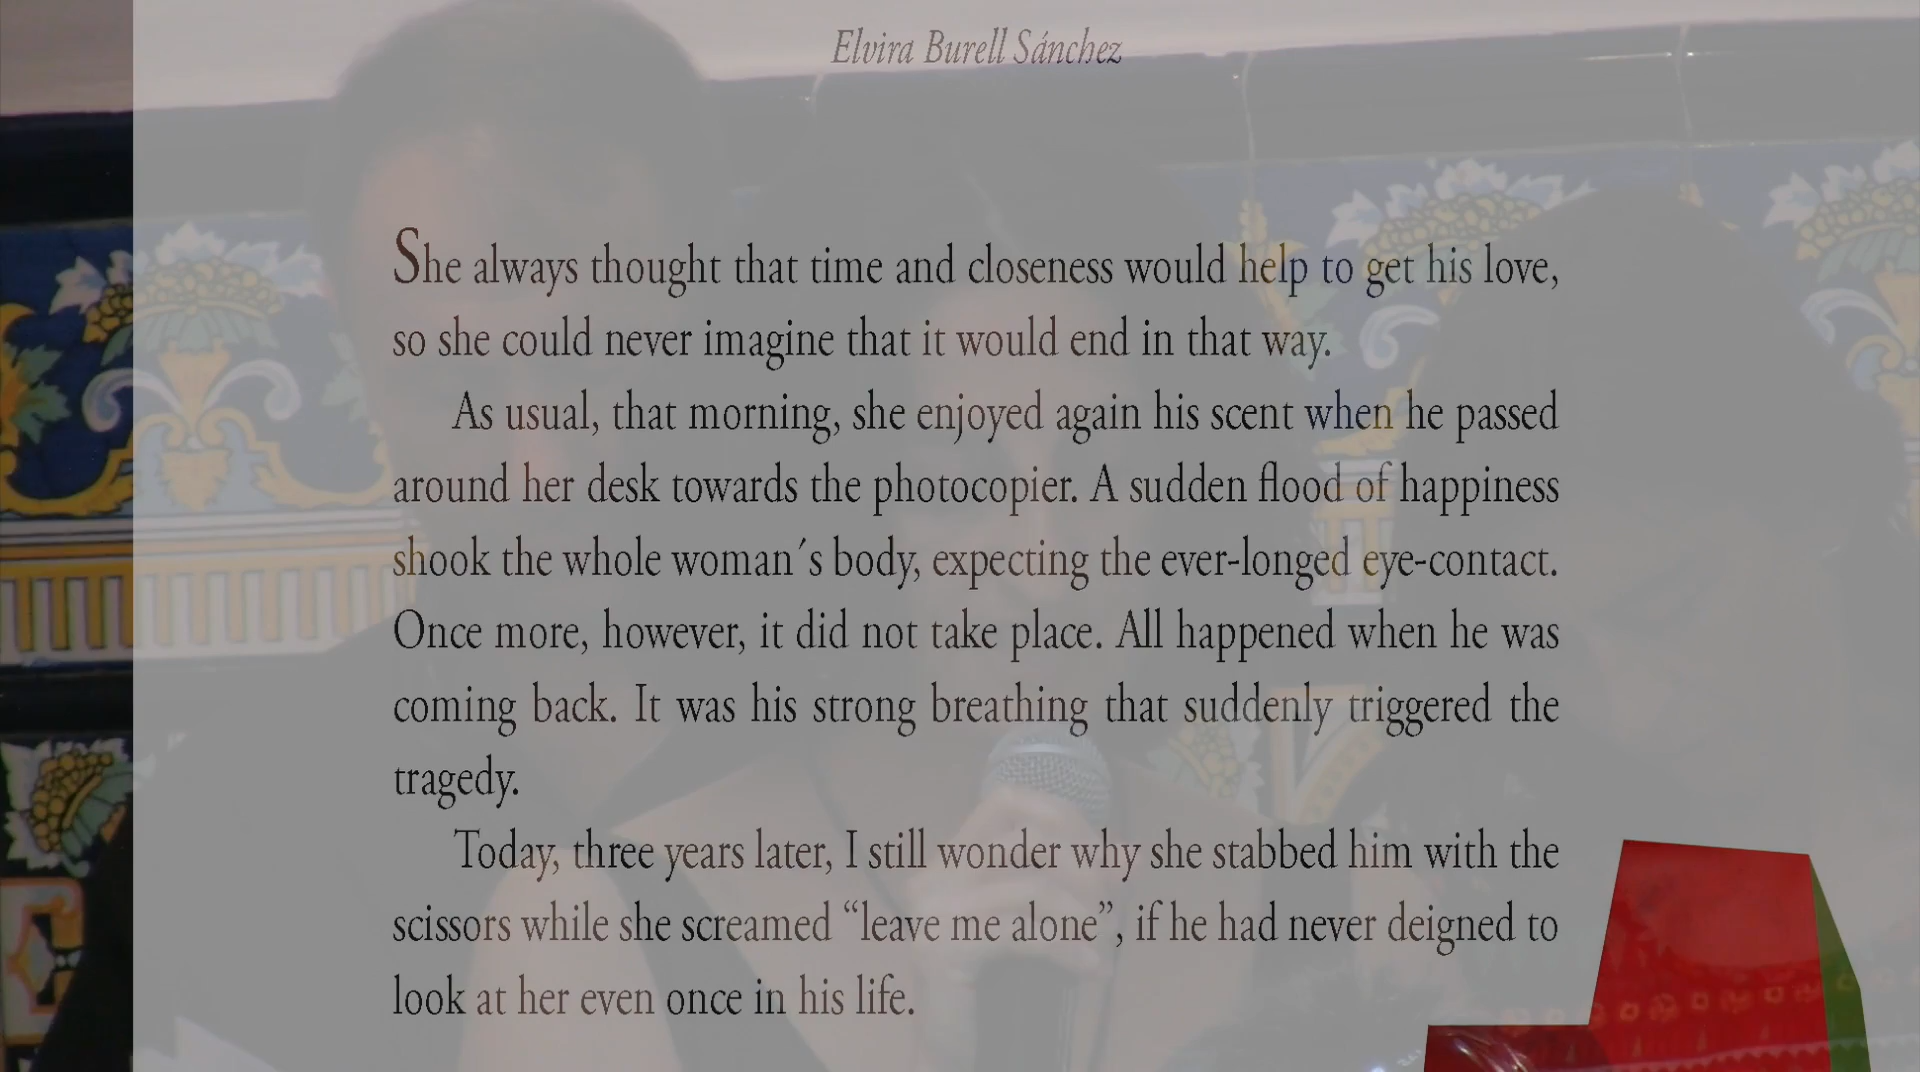 Elvira Burell Sánchez
She always thought that time and closeness would help to get his love,
so she could never imagine that it would end in that way.
As usual, that morning, she enjoyed again his scent when he passed
around her desk towards the photocopier. A sudden flood of happiness
shook the whole woman´s body, expecting the ever-longed eye-contact.
Once more, however, it did not take place. All happened when he was
coming back. It was his strong breathing that suddenly triggered the
tragedy.
Today, three years later, I still wonder why she stabbed him with the
scissors while she screamed “leave me alone”, if he had never deigned to
look at her even once in his life.